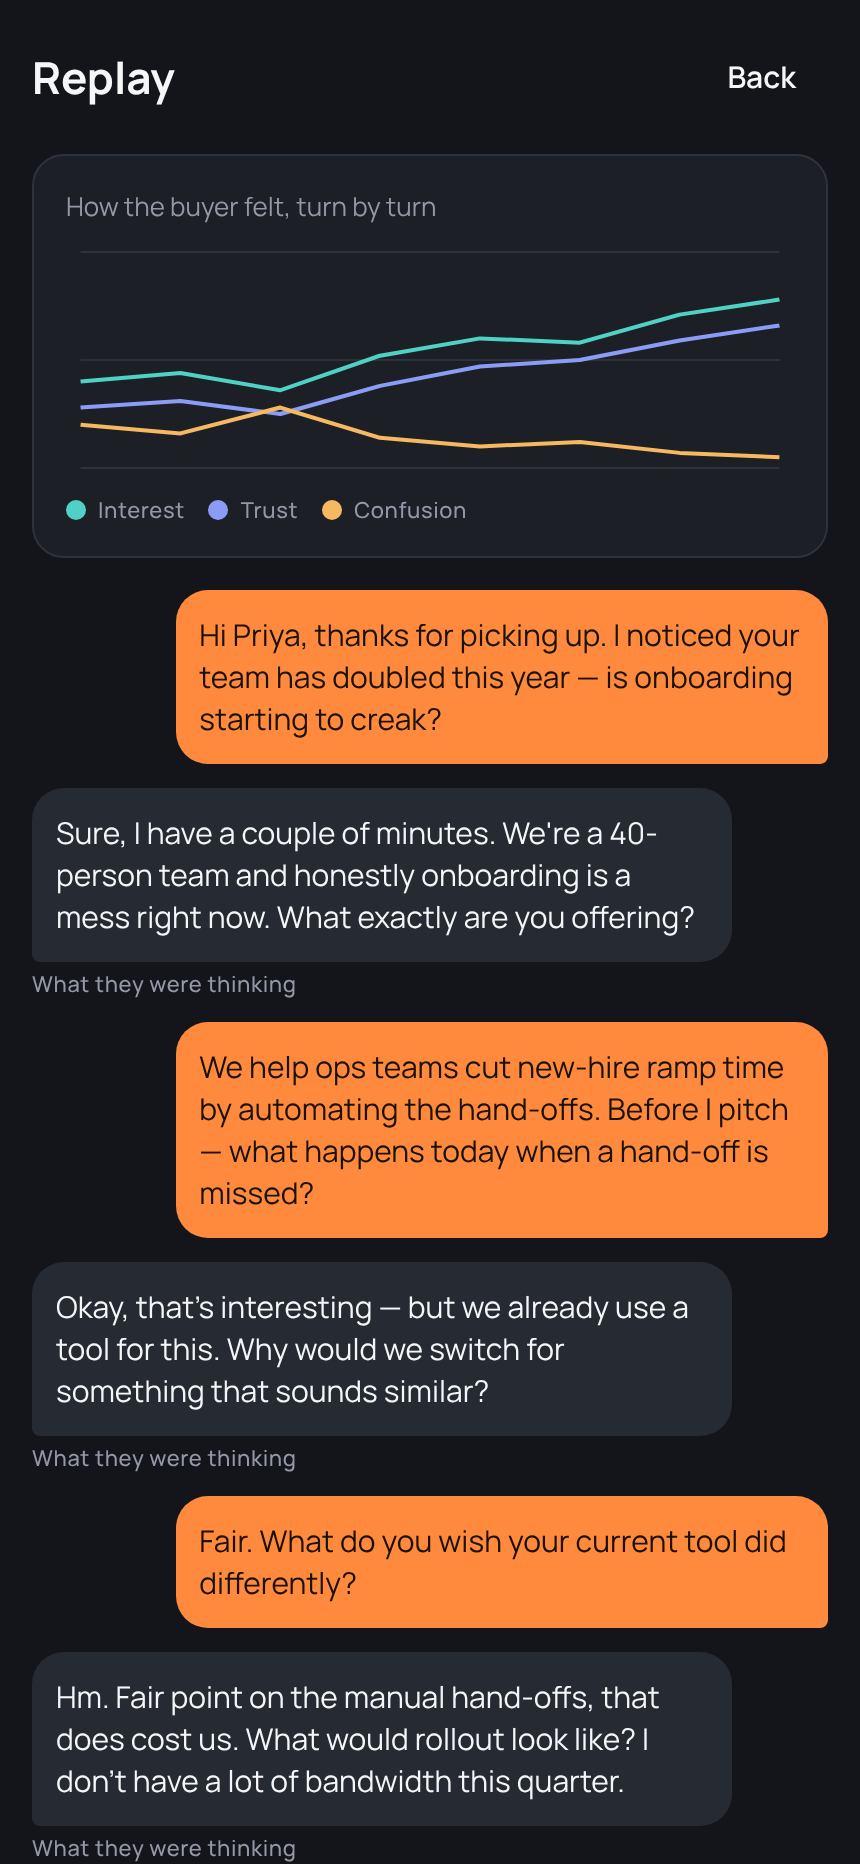 Replay
Back
How the buyer felt, turn by turn
Interest
Trust
Confusion
Hi Priya, thanks for picking up. I noticed your
team has doubled this year — is onboarding
starting to creak?
Sure, I have a couple of minutes. We're a 40-
person team and honestly onboarding is a
mess right now. What exactly are you offering?
What they were thinking
We help ops teams cut new-hire ramp time
by automating the hand-offs. Before I pitch
— what happens today when a hand-off is
missed?
Okay, that’s interesting — but we already use a
tool for this. Why would we switch for
something that sounds similar?
What they were thinking
Fair. What do you wish your current tool did
differently?
Hm. Fair point on the manual hand-offs, that
does cost us. What would rollout look like? I
don’t have a lot of bandwidth this quarter.
What they were thinking